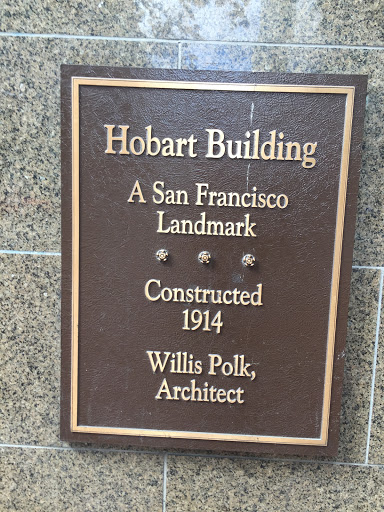 Hobart Building
A San Francisco
Landmark
Constructed
1914
Willis Polk,
Architect